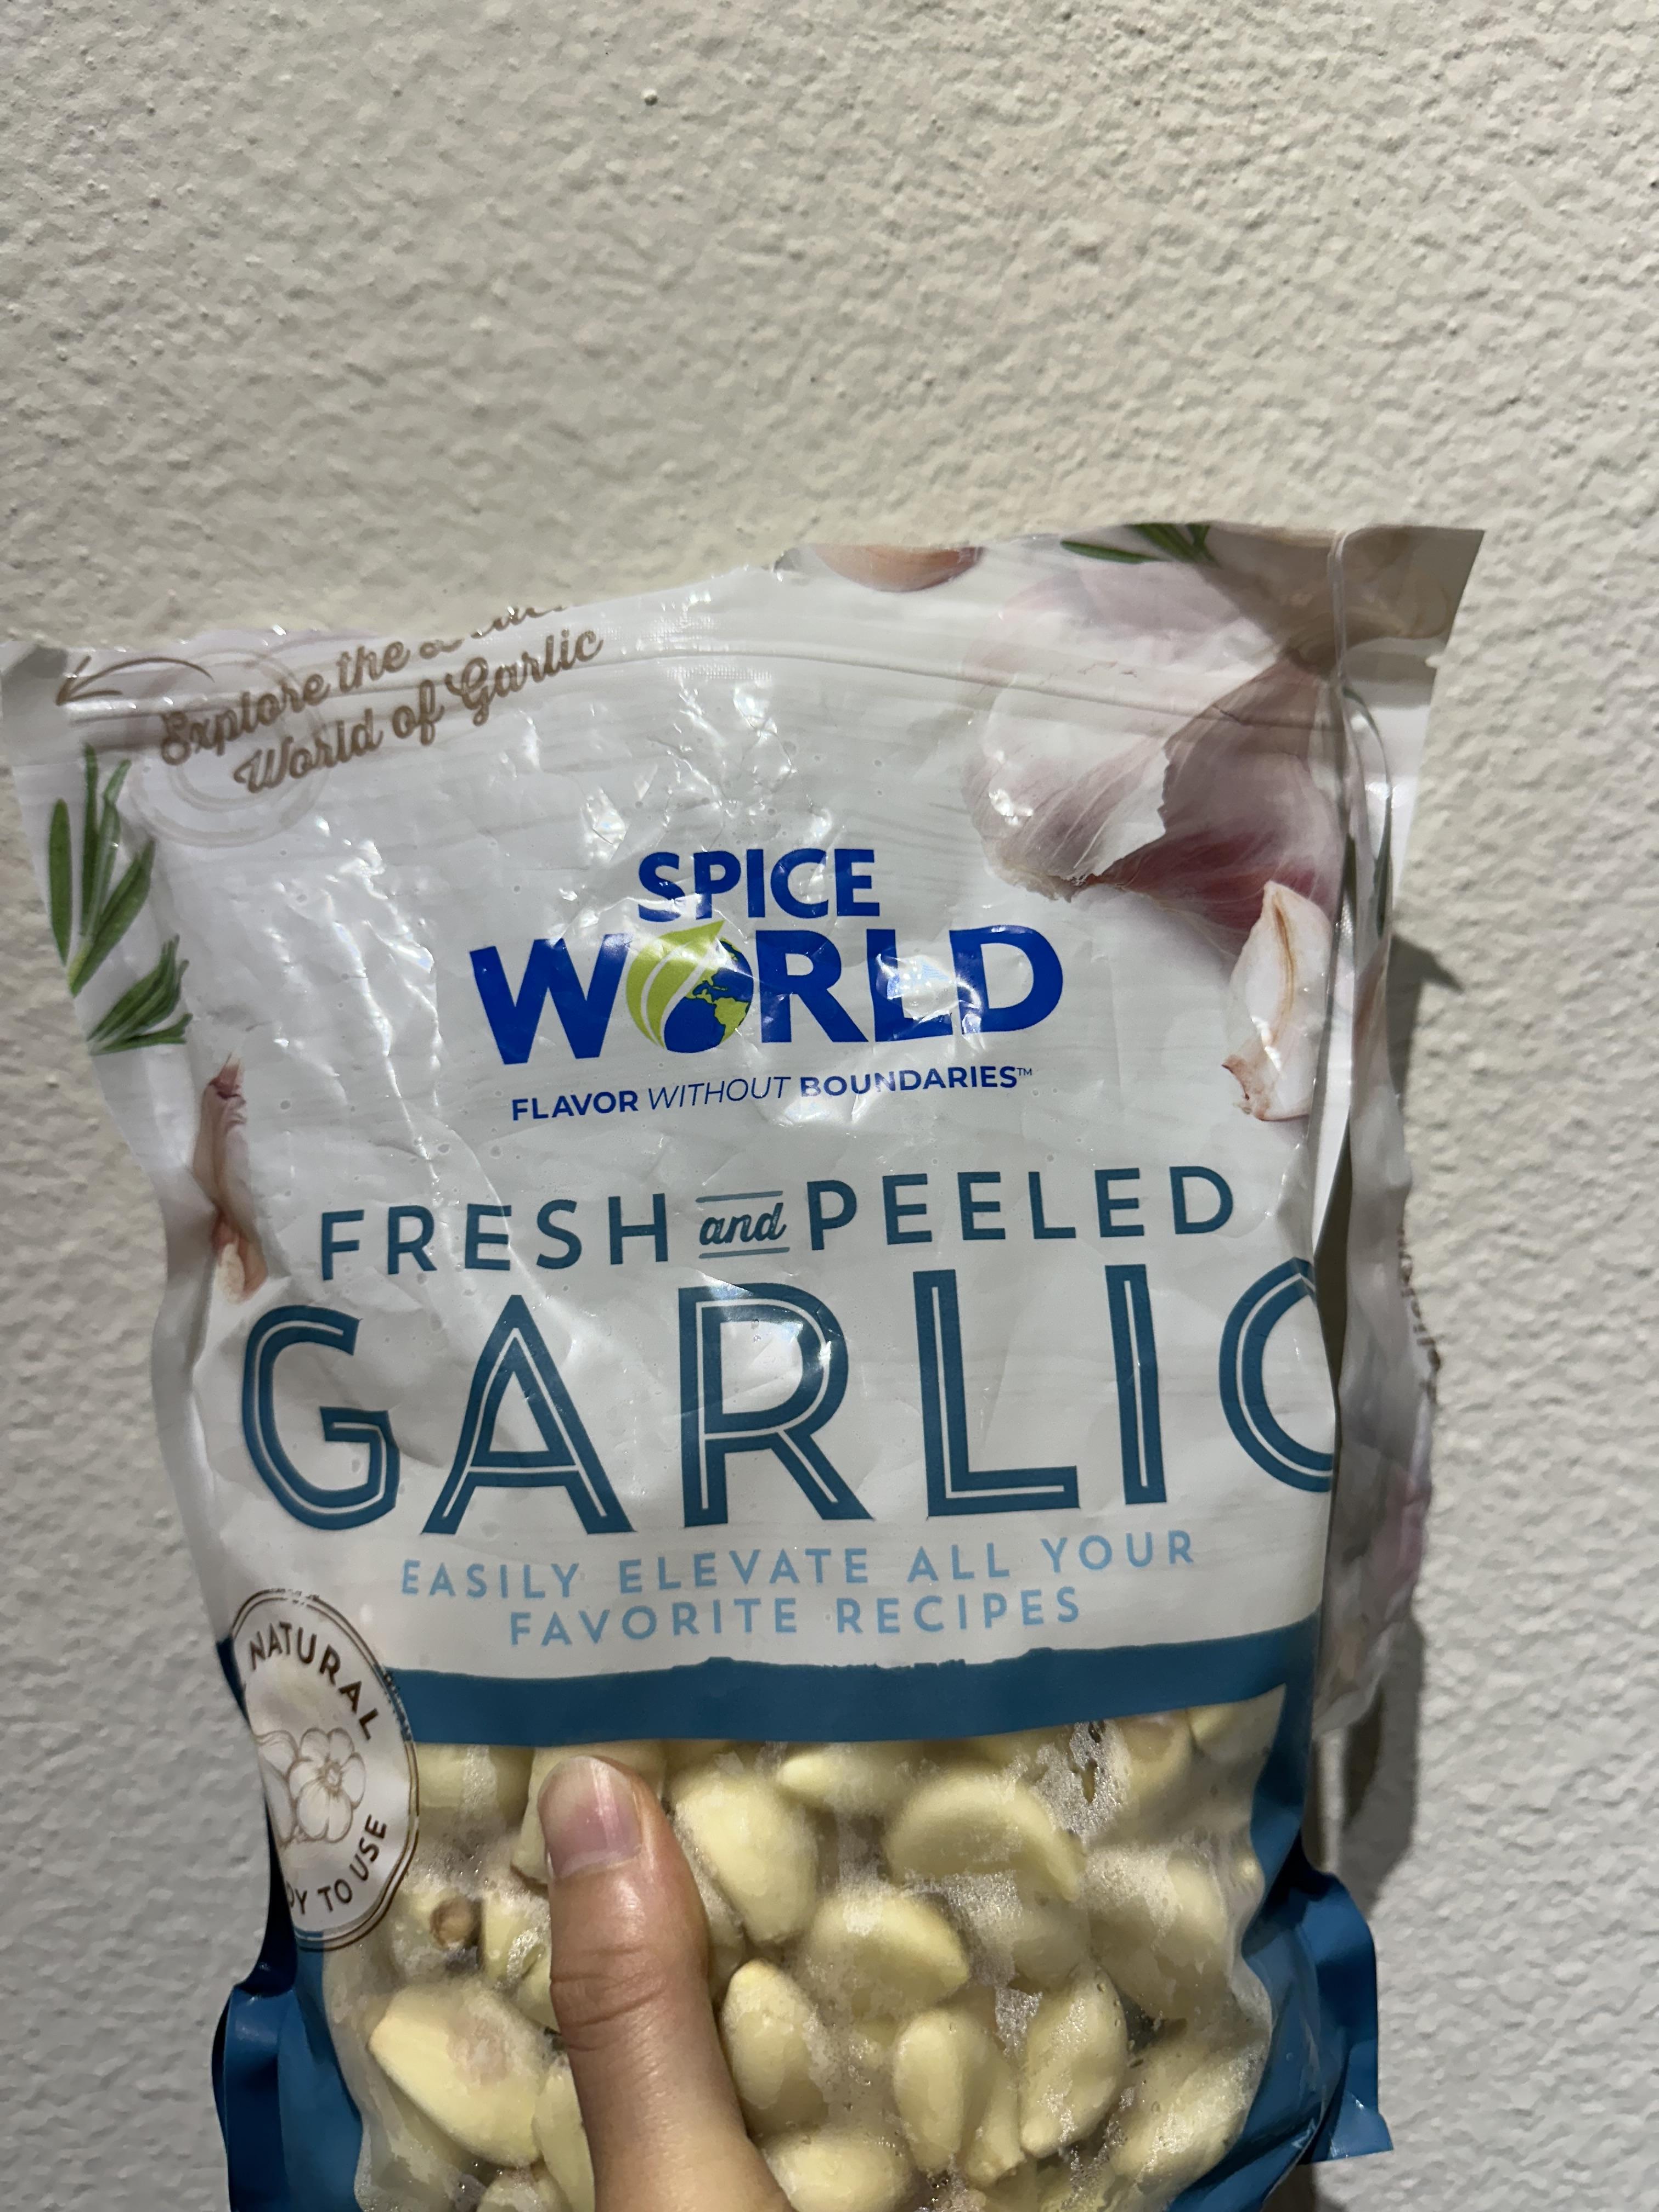 Explore the
World of Garlic
SPICE
WORLD
FLAVOR WITHOUT BOUNDARIES™
FRESH and PEELED
GARLIC
EASILY ELEVATE ALL YOUR
FAVORITE RECIPES
NATURAL
DY TO USE